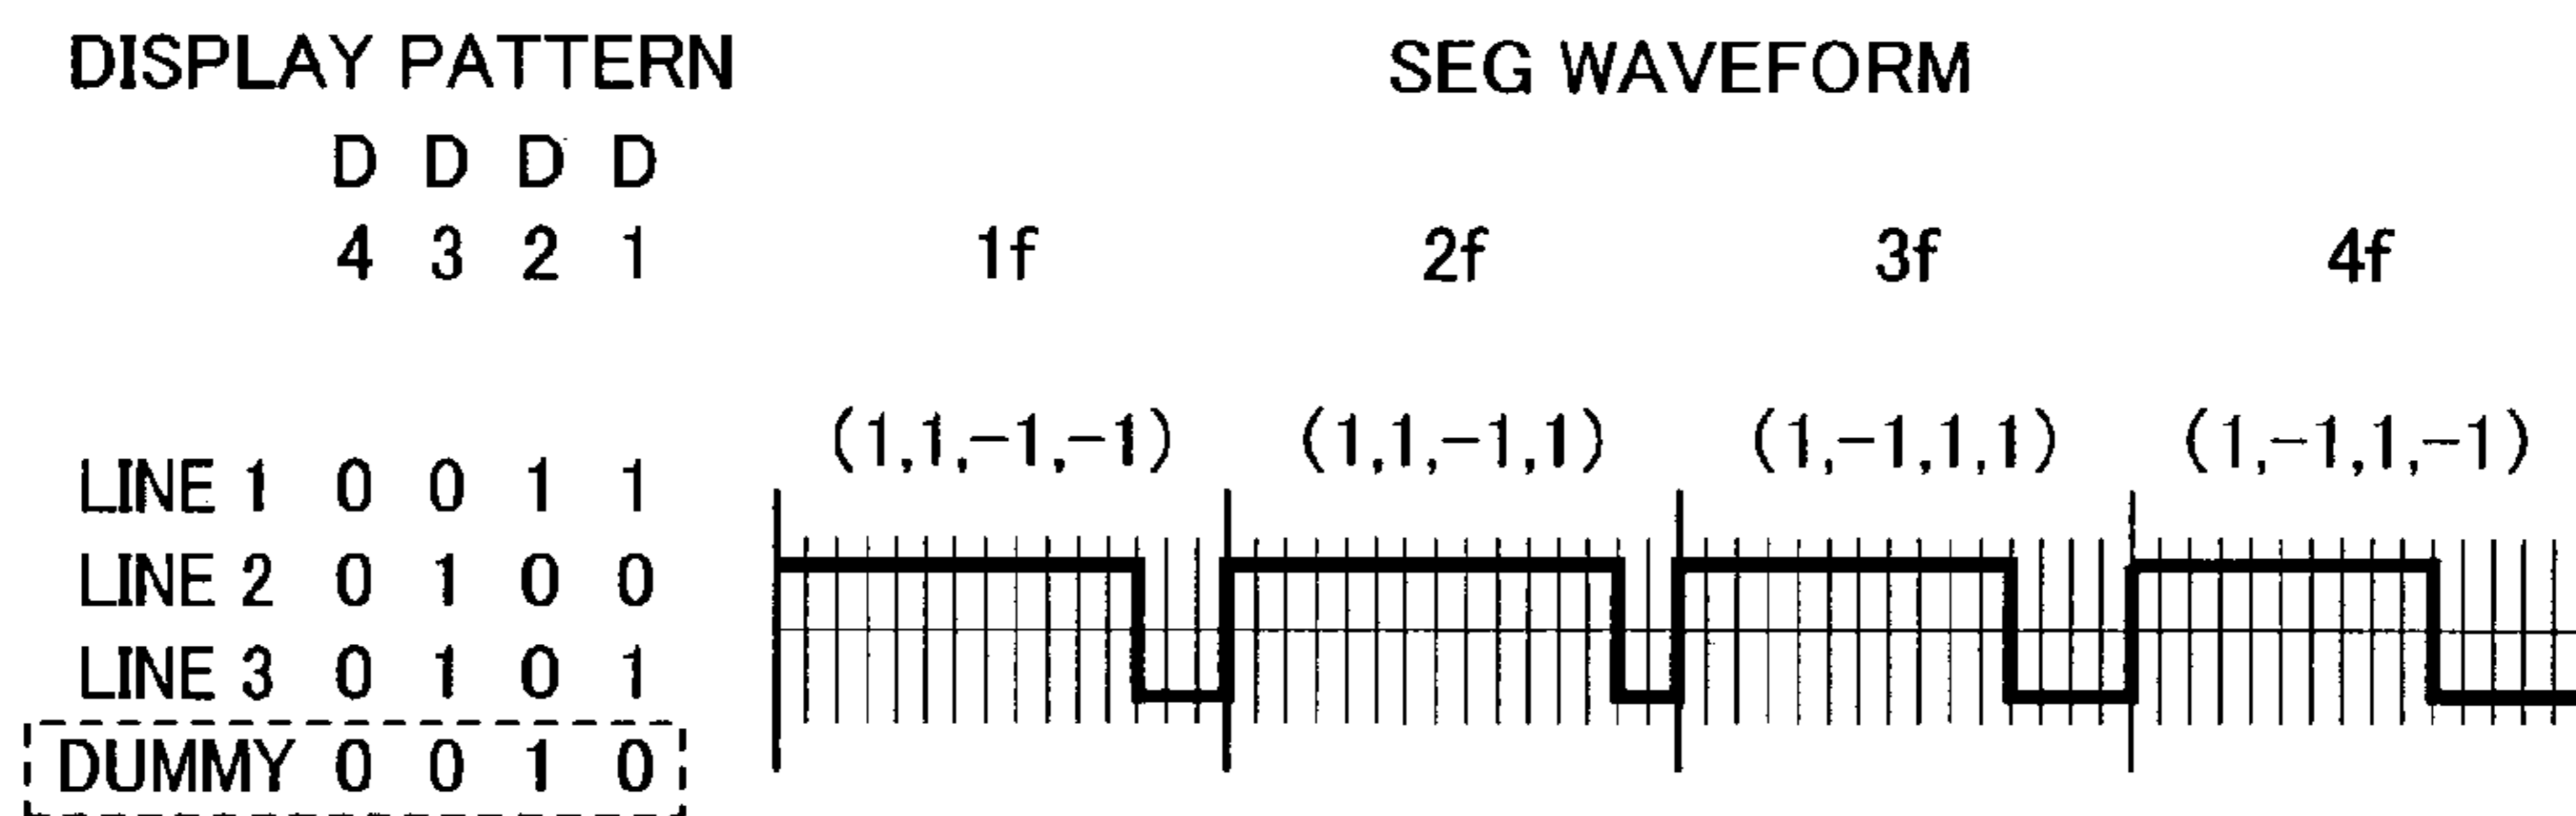 DISPLAY PATTERN SEG WAVEFORM
D D D D
4 3 2 1 1f 2f 3f 4f
(1,1,-1,-1) (1,1,-1,1) (1,-1,1,1) (1,-1,1,-1)
LINE 1 0 0 1 1
LINE 2 0 1 0 0
LINE 3 0 1 0 1
DUMMY 0 0 1 0